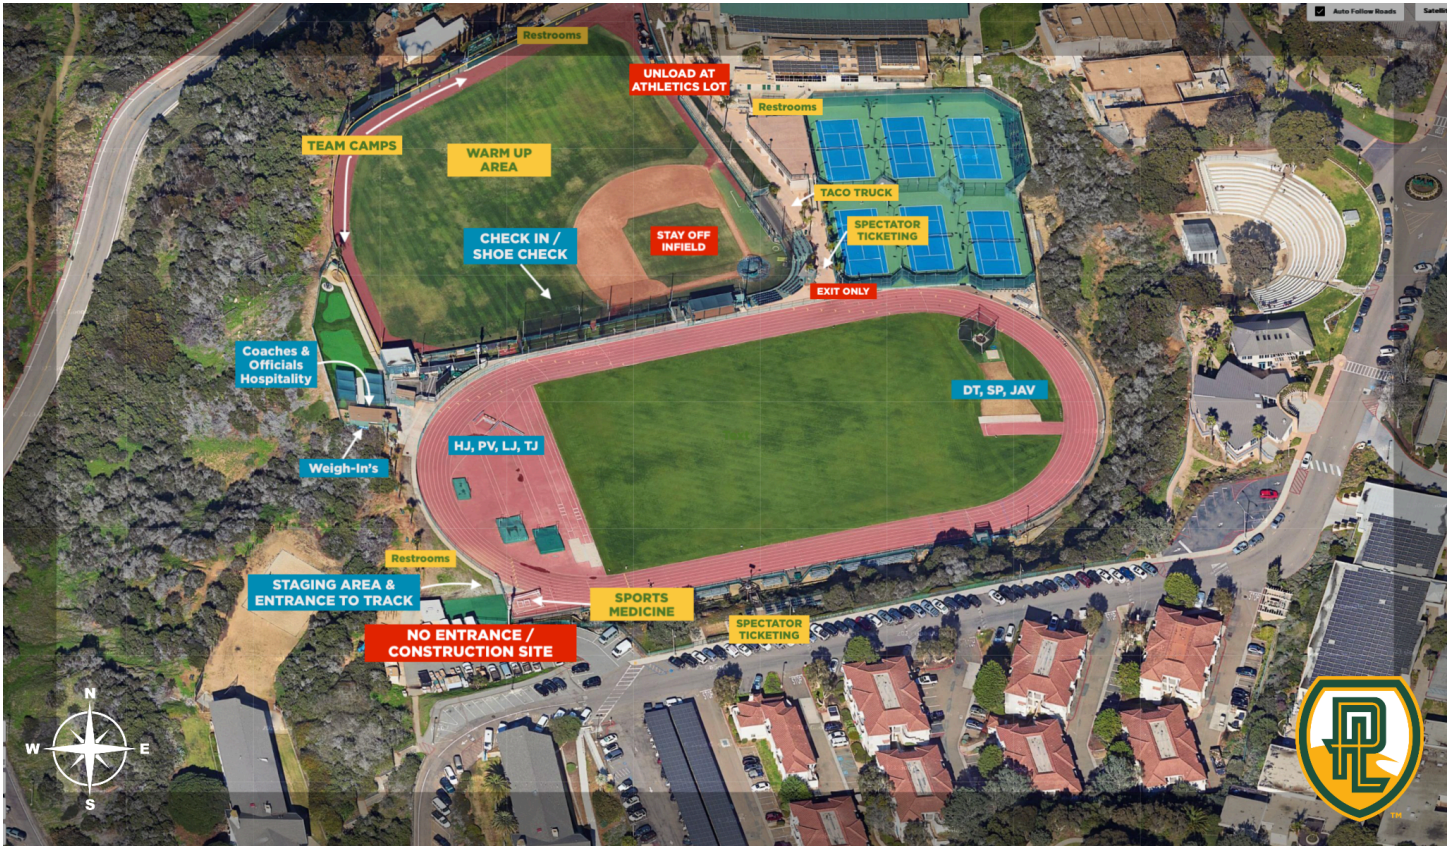 Auto Follow Roads
Restrooms
UNLOAD AT
ATHLETICS LOT
Restrooms
TEAM CAMPS
WARM UP
AREA
TACO TRUCK
SPECTATOR
TICKETING
CHECK IN /
SHOE CHECK
STAY OFF
INFIELD
EXIT ONLY
Coaches &
Officials
Hospitality
DT, SP, JAV
HJ, PV, LJ, TJ
Weigh-In's
Restrooms
STAGING AREA &
ENTRANCE TO TRACK
SPORTS
MEDICINE
SPECTATOR
TICKETING
NO ENTRANCE /
CONSTRUCTION SITE
N
W E
S
PL
TM